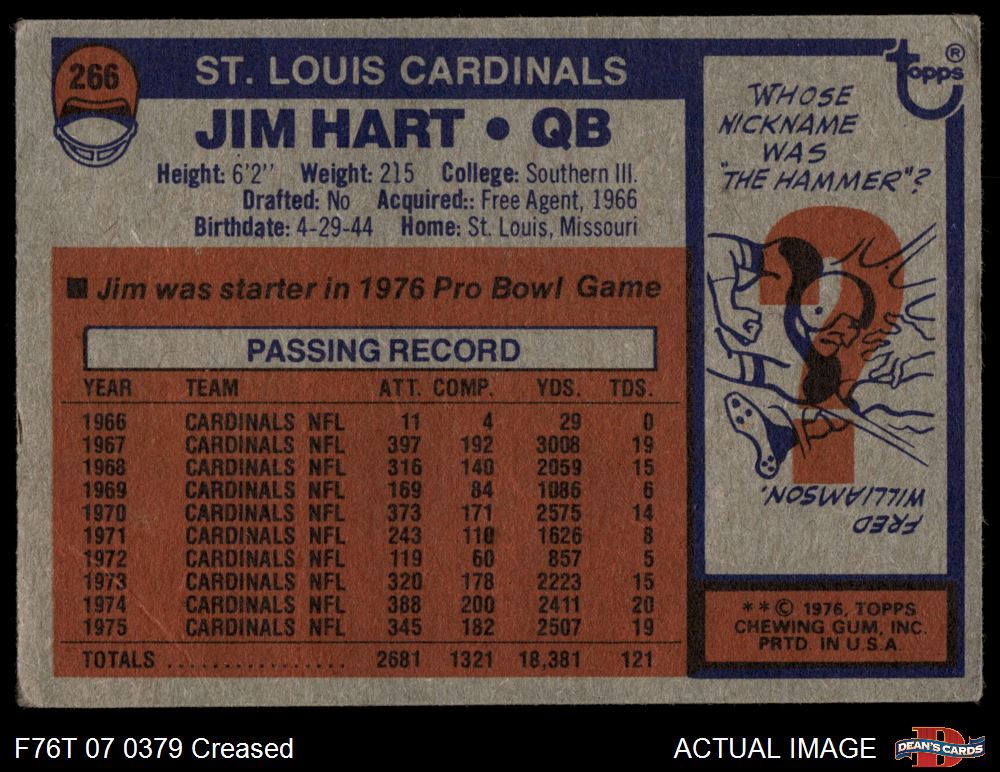 266
ST. LOUIS CARDINALS
JIM HART • QB
Height: 6'2" Weight: 215 College: Southern Ill.
Drafted: No Acquired:: Free Agent, 1966
Birthdate: 4-29-44 Home: St. Louis, Missouri
■ Jim was starter in 1976 Pro Bowl Game
PASSING RECORD
YEAR TEAM ATT. COMP. YDS. TDS.
1966 CARDINALS NFL 11 4 29 0
1967 CARDINALS NFL 397 192 3008 19
1968 CARDINALS NFL 316 140 2059 15
1969 CARDINALS NFL 169 84 1086 6
1970 CARDINALS NFL 373 171 2575 14
1971 CARDINALS NFL 243 110 1626 8
1972 CARDINALS NFL 119 60 857 5
1973 CARDINALS NFL 320 178 2223 15
1974 CARDINALS NFL 388 200 2411 20
1975 CARDINALS NFL 345 182 2507 19
TOTALS ................ 2681 1321 18,381 121
topps ®
WHOSE
NICKNAME
WAS
"THE HAMMER"?
?
FRED
WILLIAMSON.
* * © 1976, TOPPS
CHEWING GUM, INC.
PRTD. IN U.S.A.
F76T 07 0379 Creased
ACTUAL IMAGE
DEAN'S CARDS